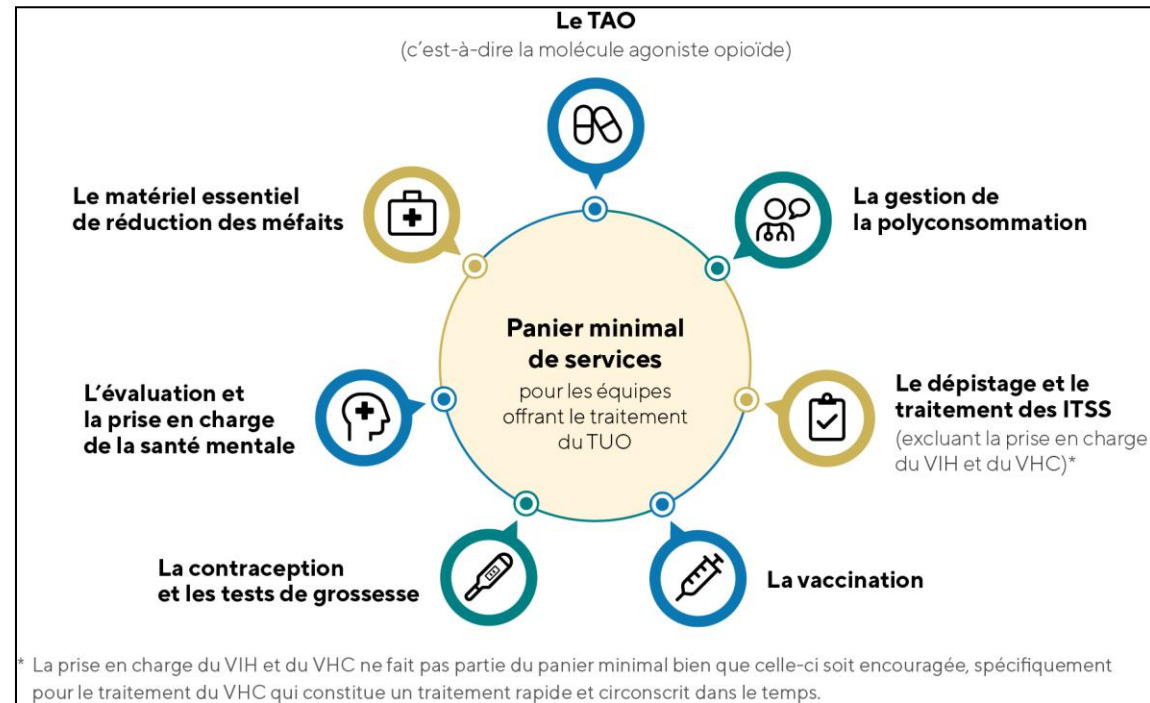 Le TAO
(c'est-à-dire la molécule agoniste opioïde)
Le matériel essentiel
de réduction des méfaits
La gestion de
la polyconsommation
Panier minimal
de services
pour les équipes
offrant le traitement
du TUO
L'évaluation et
la prise en charge
de la santé mentale
Le dépistage et le
traitement des ITSS
(excluant la prise en charge
du VIH et du VHC)*
La contraception
et les tests de grossesse
La vaccination
* La prise en charge du VIH et du VHC ne fait pas partie du panier minimal bien que celle-ci soit encouragée, spécifiquement
pour le traitement du VHC qui constitue un traitement rapide et circonscrit dans le temps.